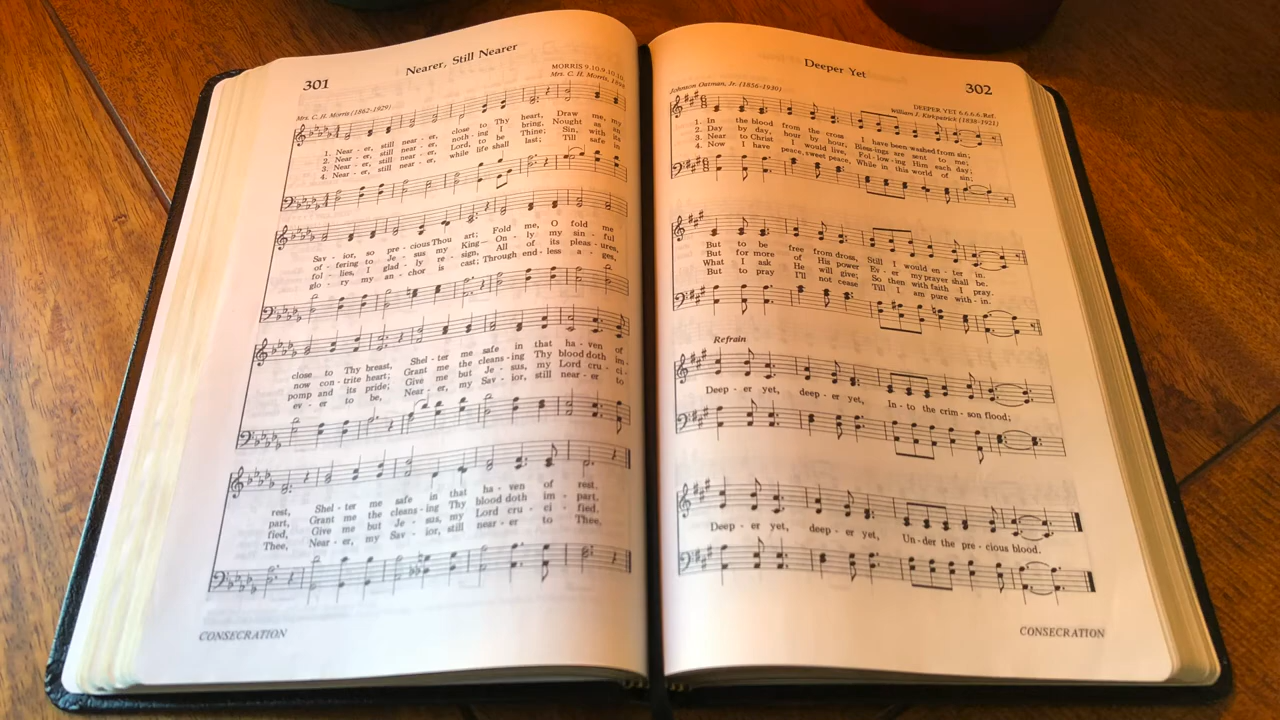 301
Nearer, Still Nearer
MORRIS 9.10.9.10.10.
Mrs. C. H. Morris (1862-1929)
Mrs. C. H. Morris,
1. Near - er, still near - er, close to Thy heart, Draw me, my
2. Near - er, still near - er, noth - ing I bring, Nought as an
3. Near - er, still near - er, Lord, to be Thine; Sin, with its
4. Near - er, still near - er, while life shall last; Till safe in
Sav - ior, so pre - cious Thou art; Fold me, O fold me
of - fering to Je - sus my King— On - ly my sin - ful
fol - lies, I glad - ly re - sign, All of its pleas - ures,
glo - ry my an - chor is cast; Through end - less a - ges,
close to Thy breast, Shel - ter me safe in that ha - ven of
now con - trite heart; Grant me the cleans - ing Thy blood doth im -
pomp and its pride; Give me but Je - sus, my Lord cru - ci -
ev - er to be, Near - er, my Sav - ior, still near - er to
rest, Shel - ter me safe in that ha - ven of rest.
part, Grant me the cleans - ing Thy blood doth im - part.
fied, Give me but Je - sus, my Lord cru - ci - fied.
Thee, Near - er, my Sav - ior, still near - er to Thee.
CONSECRATION
Deeper Yet
302
Johnson Oatman, Jr. (1856-1930)
DEEPER YET 6.6.6.6.Ref.
William J. Kirkpatrick (1838-1921)
1. In the blood from the cross I have been washed from sin;
2. Day by day, hour by hour, Bless-ings are sent to me;
3. Near to Christ I would live, Fol - low - ing Him each day;
4. Now I have peace, sweet peace, While in this world of sin;
But to be free from dross, Still I would en - ter in.
But for more of His power Ev - er my prayer shall be.
What I ask He will give; So then with faith I pray.
But to pray I'll not cease Till I am pure with - in.
Refrain
Deep - er yet, deep - er yet, In - to the crim - son flood;
Deep - er yet, deep - er yet, Un - der the pre - cious blood.
CONSECRATION